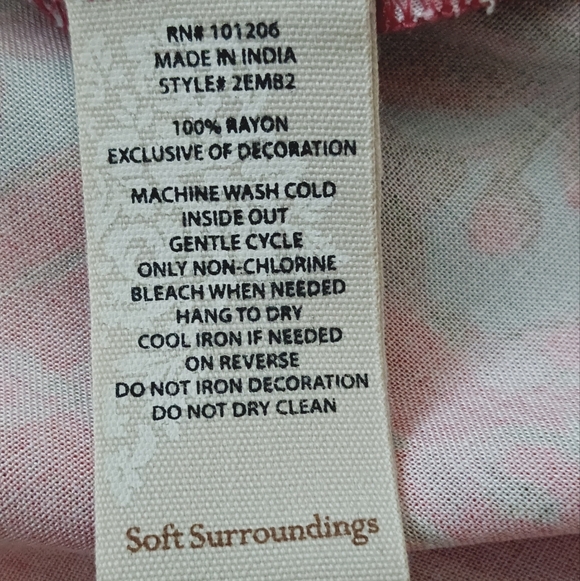 RN# 101206
MADE IN INDIA
STYLE# 2EMB2
100% RAYON
EXCLUSIVE OF DECORATION
MACHINE WASH COLD
INSIDE OUT
GENTLE CYCLE
ONLY NON-CHLORINE
BLEACH WHEN NEEDED
HANG TO DRY
COOL IRON IF NEEDED
ON REVERSE
DO NOT IRON DECORATION
DO NOT DRY CLEAN
Soft Surroundings